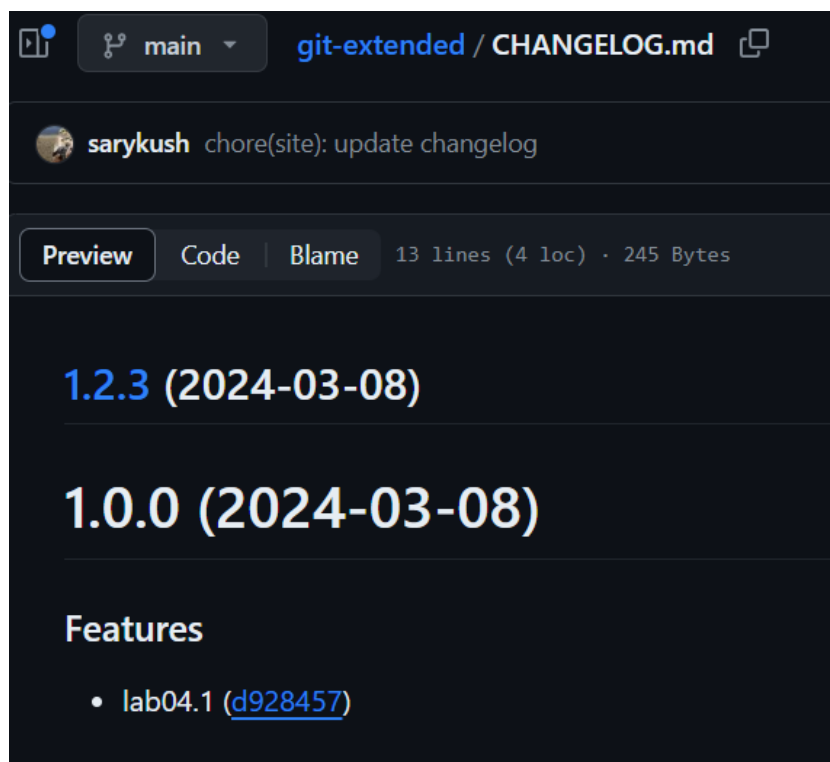 main git-extended / CHANGELOG.md
sarykush chore(site): update changelog
Preview Code Blame 13 lines (4 loc) · 245 Bytes
1.2.3 (2024-03-08)
1.0.0 (2024-03-08)
Features
• lab04.1 (d928457)